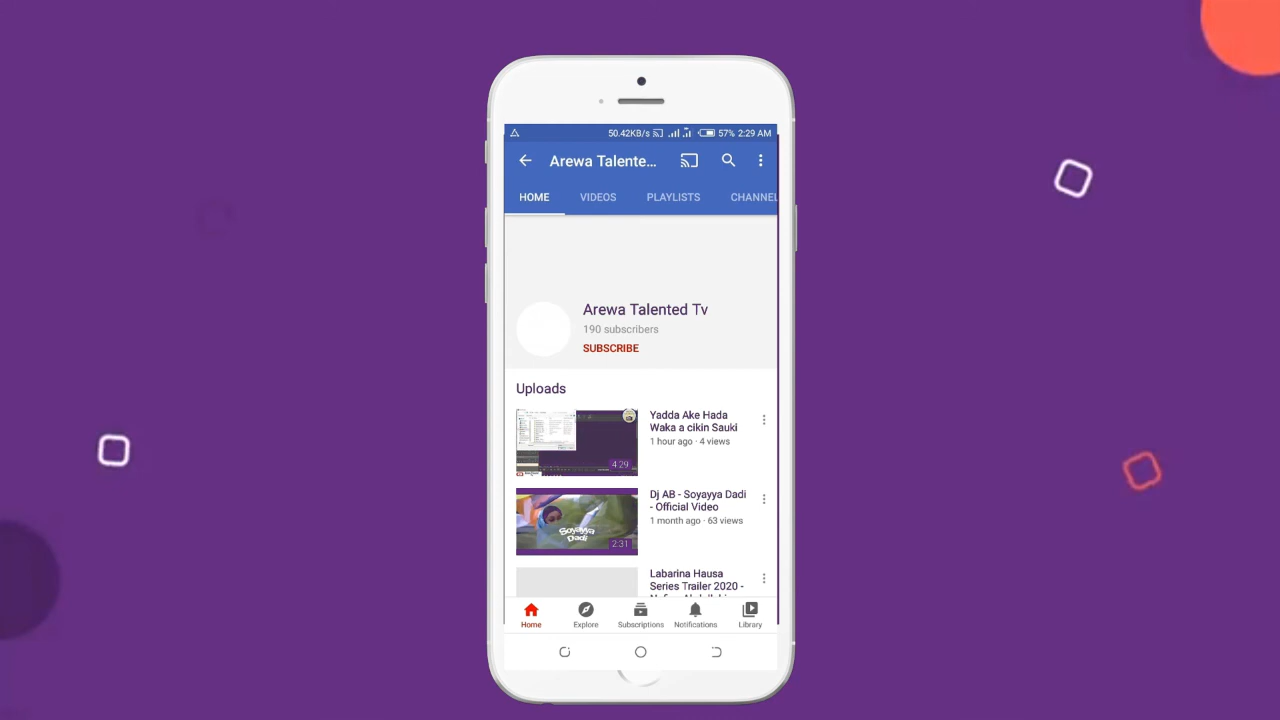 50.42KB/s 57% 2:29 AM
Arewa Talente...
HOME VIDEOS PLAYLISTS CHANNEL
Arewa Talented Tv
190 subscribers
SUBSCRIBE
Uploads
Yadda Ake Hada
Waka a cikin Sauki
1 hour ago · 4 views
4:29
Dj AB - Soyayya Dadi
- Official Video
1 month ago · 63 views
Soyayya
Dadi
2:31
Labarina Hausa
Series Trailer 2020 -
Home Explore Subscriptions Notifications Library